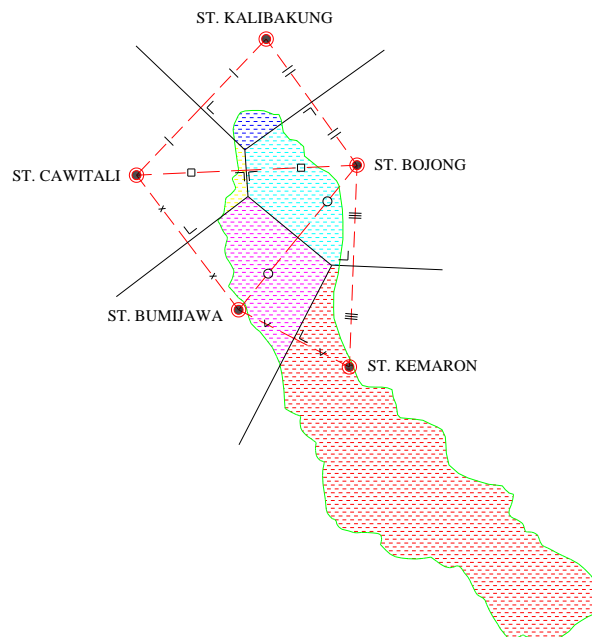 ST. KALIBAKUNG
ST. BOJONG
ST. CAWITALI
ST. BUMIJAWA
ST. KEMARON